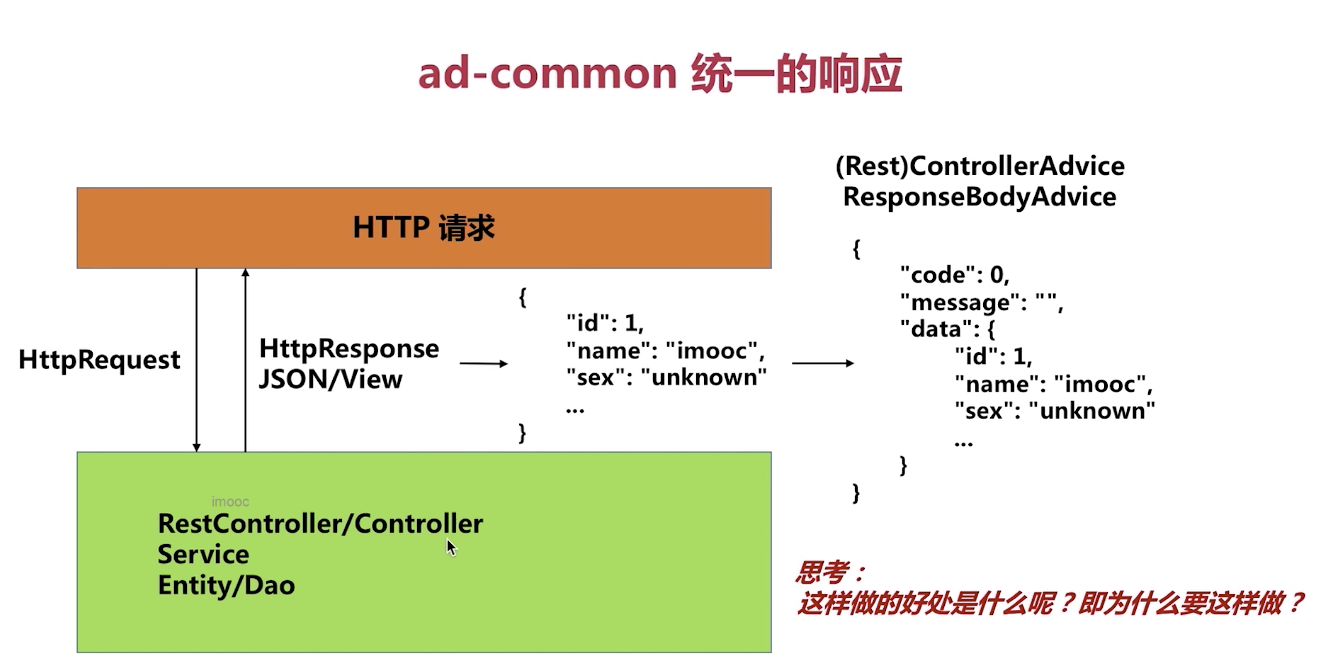 ad-common 统一的响应
(Rest)ControllerAdvice
ResponseBodyAdvice
HTTP 请求
HttpRequest
HttpResponse
JSON/View
{
"id": 1,
"name": "imooc",
"sex": "unknown"
...
}
{
"code": 0,
"message": "",
"data": {
"id": 1,
"name": "imooc",
"sex": "unknown"
...
}
}
imooc
RestController/Controller
Service
Entity/Dao
思考：
这样做的好处是什么呢？即为什么要这样做？